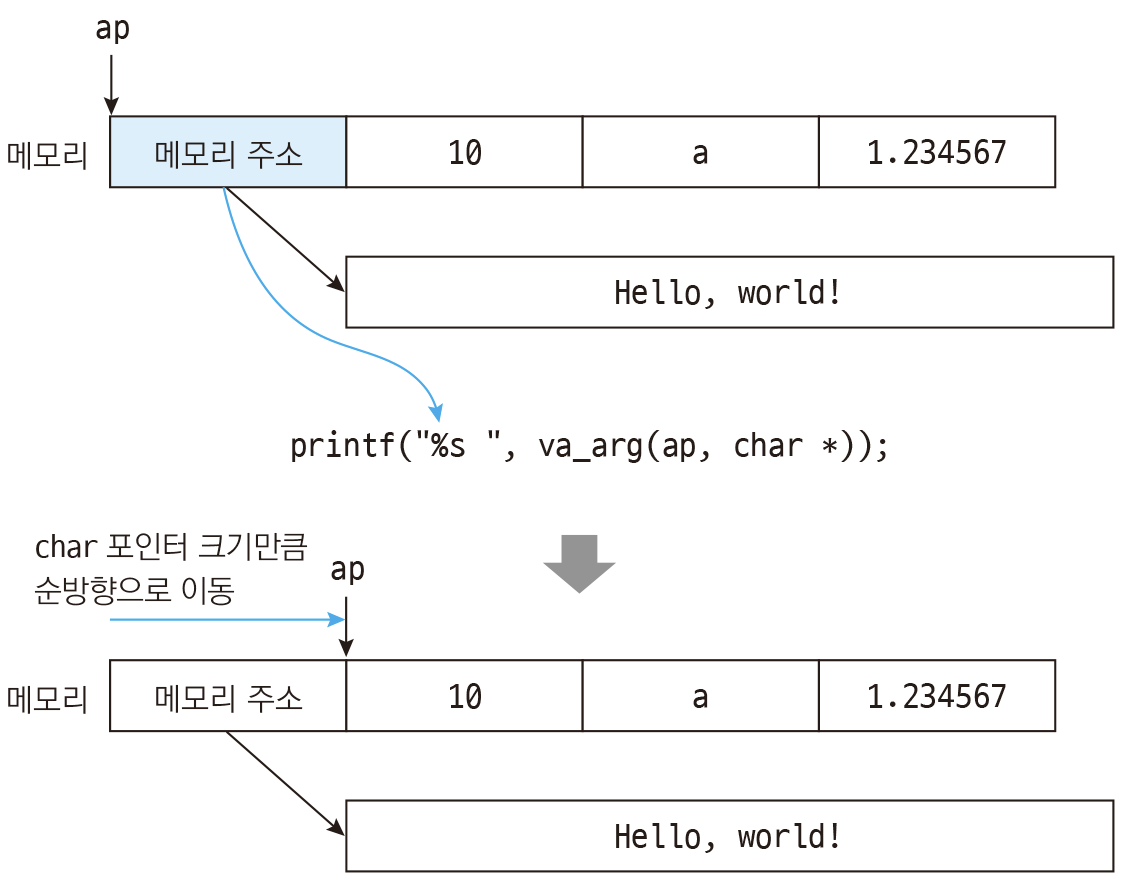 ap
메모리 메모리 주소 10 a 1.234567
Hello, world!
printf("%s ", va_arg(ap, char *));
char 포인터 크기만큼
순방향으로 이동
ap
메모리 메모리 주소 10 a 1.234567
Hello, world!